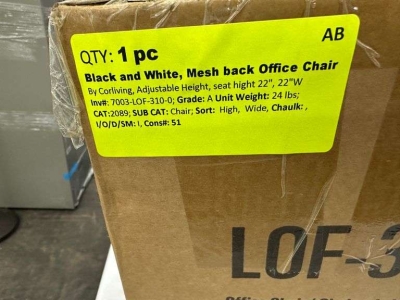 AB
QTY: 1 pc
Black and White, Mesh back Office Chair
By Corliving, Adjustable Height, seat hight 22", 22"W
Inv#: 7003-LOF-310-0; Grade: A Unit Weight: 24 lbs;
CAT:2089; SUB CAT: Chair; Sort: High, Wide, Chaulk: ,
I/O/D/SM: I, Cons#: 51
LOF-3